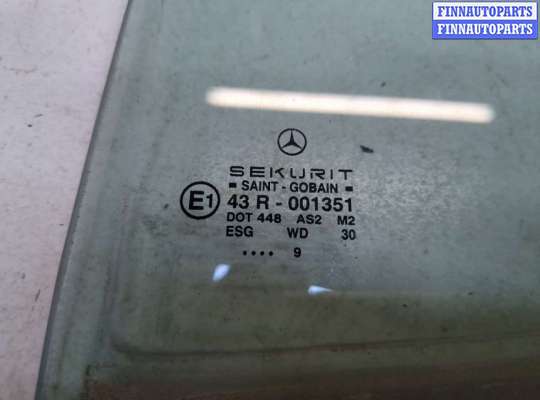 FINNAUTOPARTS
FINNAUTOPARTS
SEKURIT
SAINT - GOBAIN
E1 43 R - 001351
DOT 448 AS2 M2
ESG WD 30
.... 9